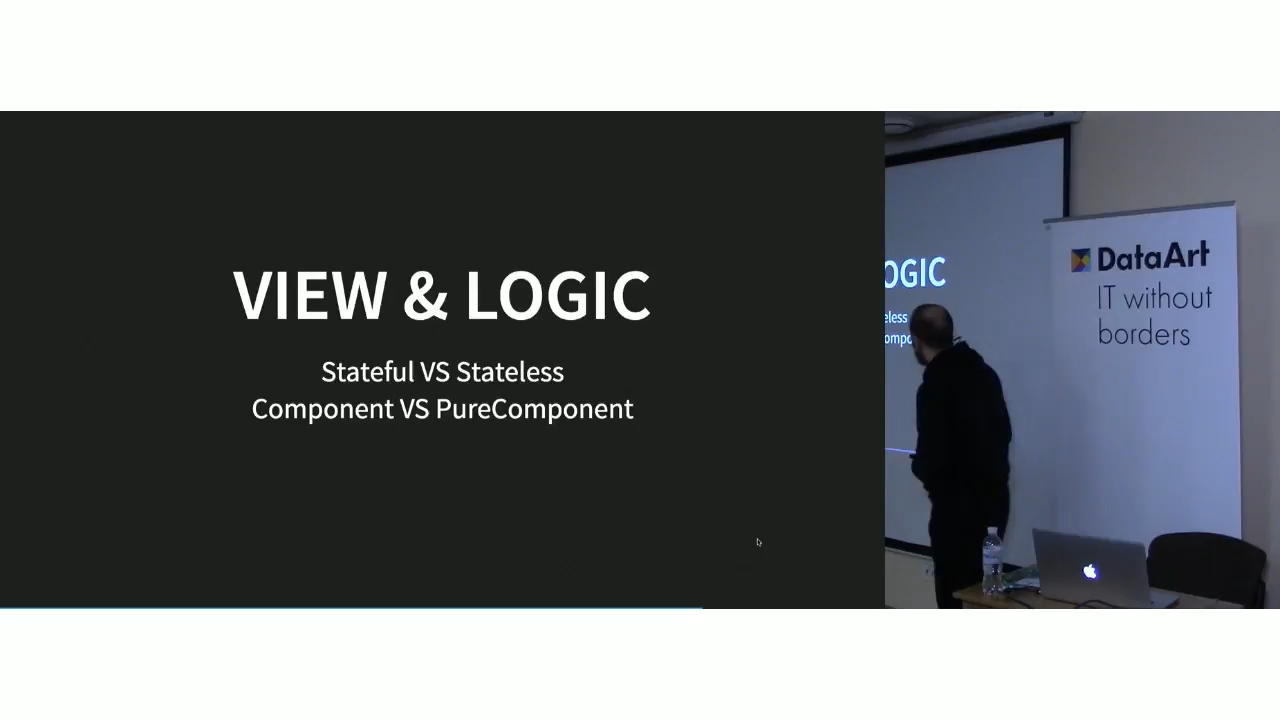 VIEW & LOGIC
Stateful VS Stateless
Component VS PureComponent
OGIC
eless
ompo
DataArt
IT without
borders